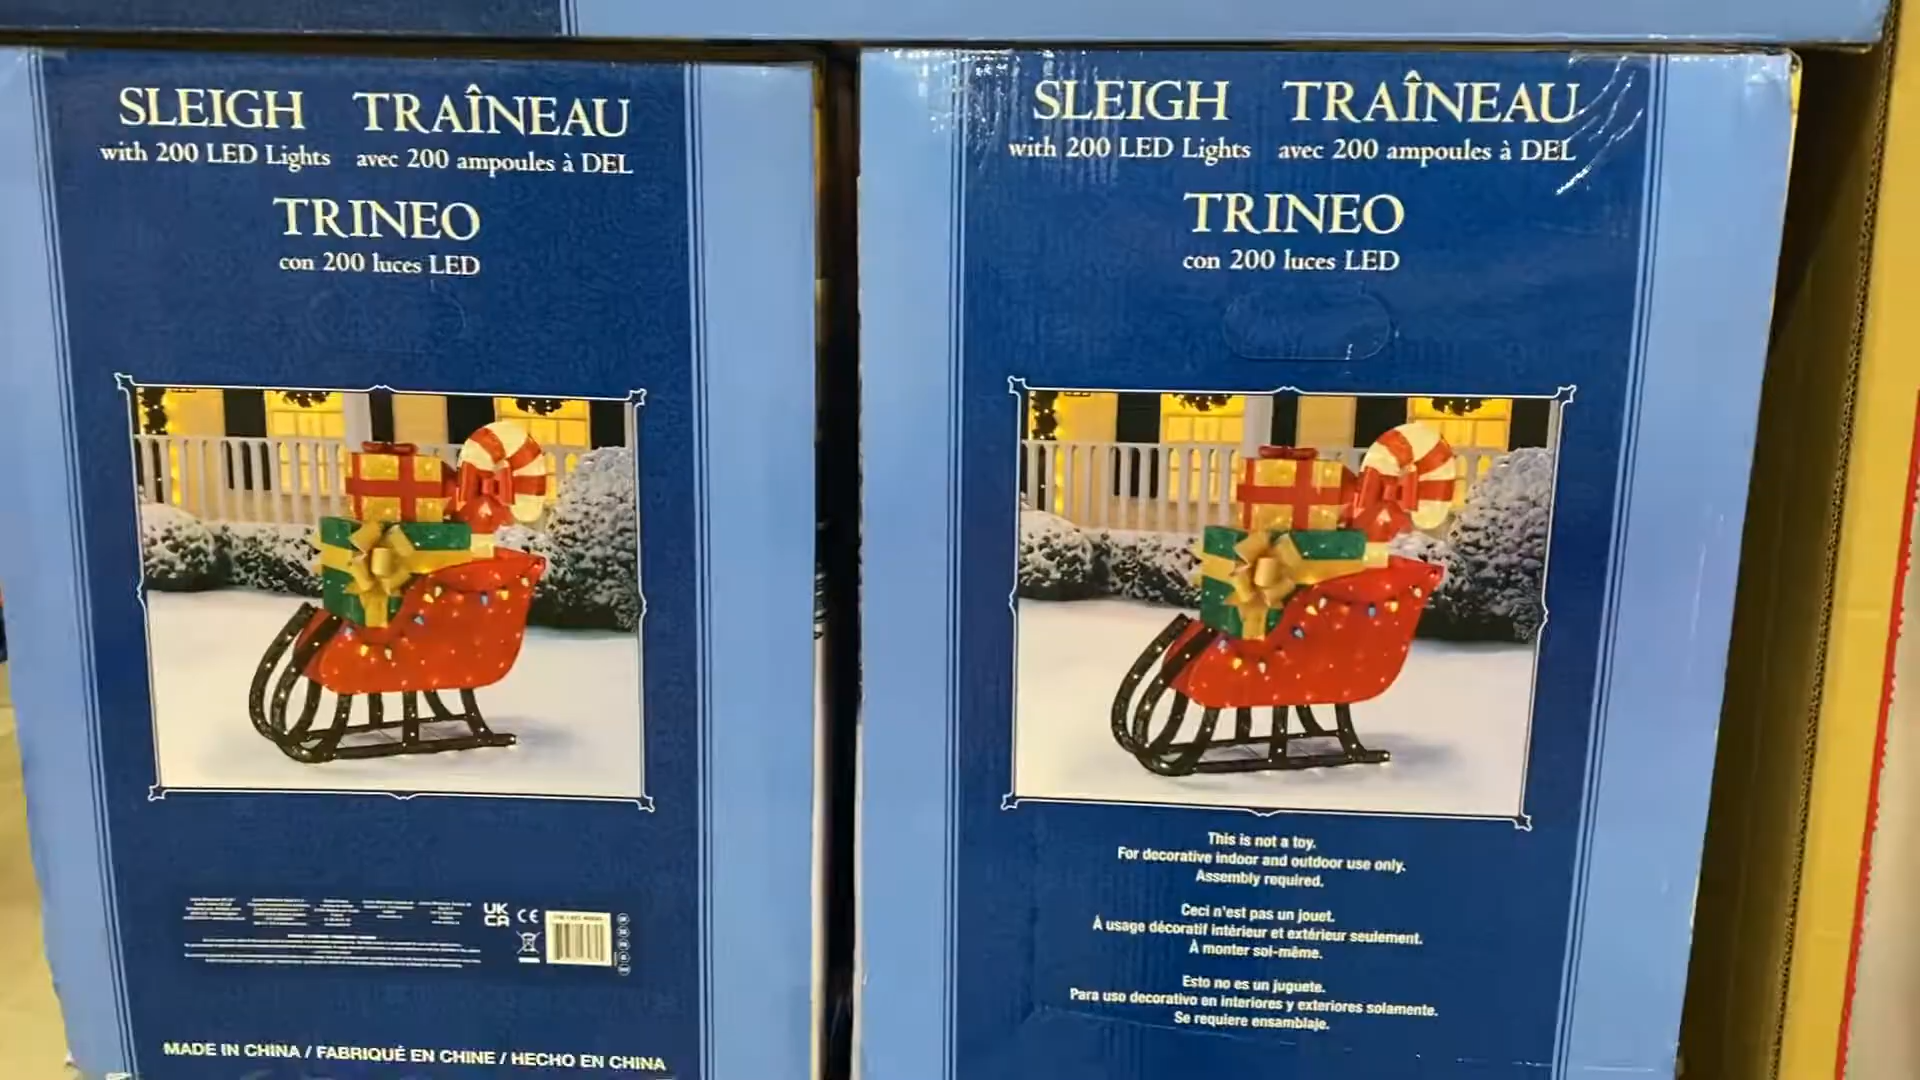 SLEIGH TRAÎNEAU
with 200 LED Lights avec 200 ampoules à DEL
TRINEO
con 200 luces LED
UK
CA CE
MADE IN CHINA / FABRIQUÉ EN CHINE / HECHO EN CHINA
SLEIGH TRAÎNEAU
with 200 LED Lights avec 200 ampoules à DEL
TRINEO
con 200 luces LED
This is not a toy.
For decorative indoor and outdoor use only.
Assembly required.
Ceci n'est pas un jouet.
À usage décoratif intérieur et extérieur seulement.
À monter soi-même.
Esto no es un juguete.
Para uso decorativo en interiores y exteriores solamente.
Se requiere ensamblaje.